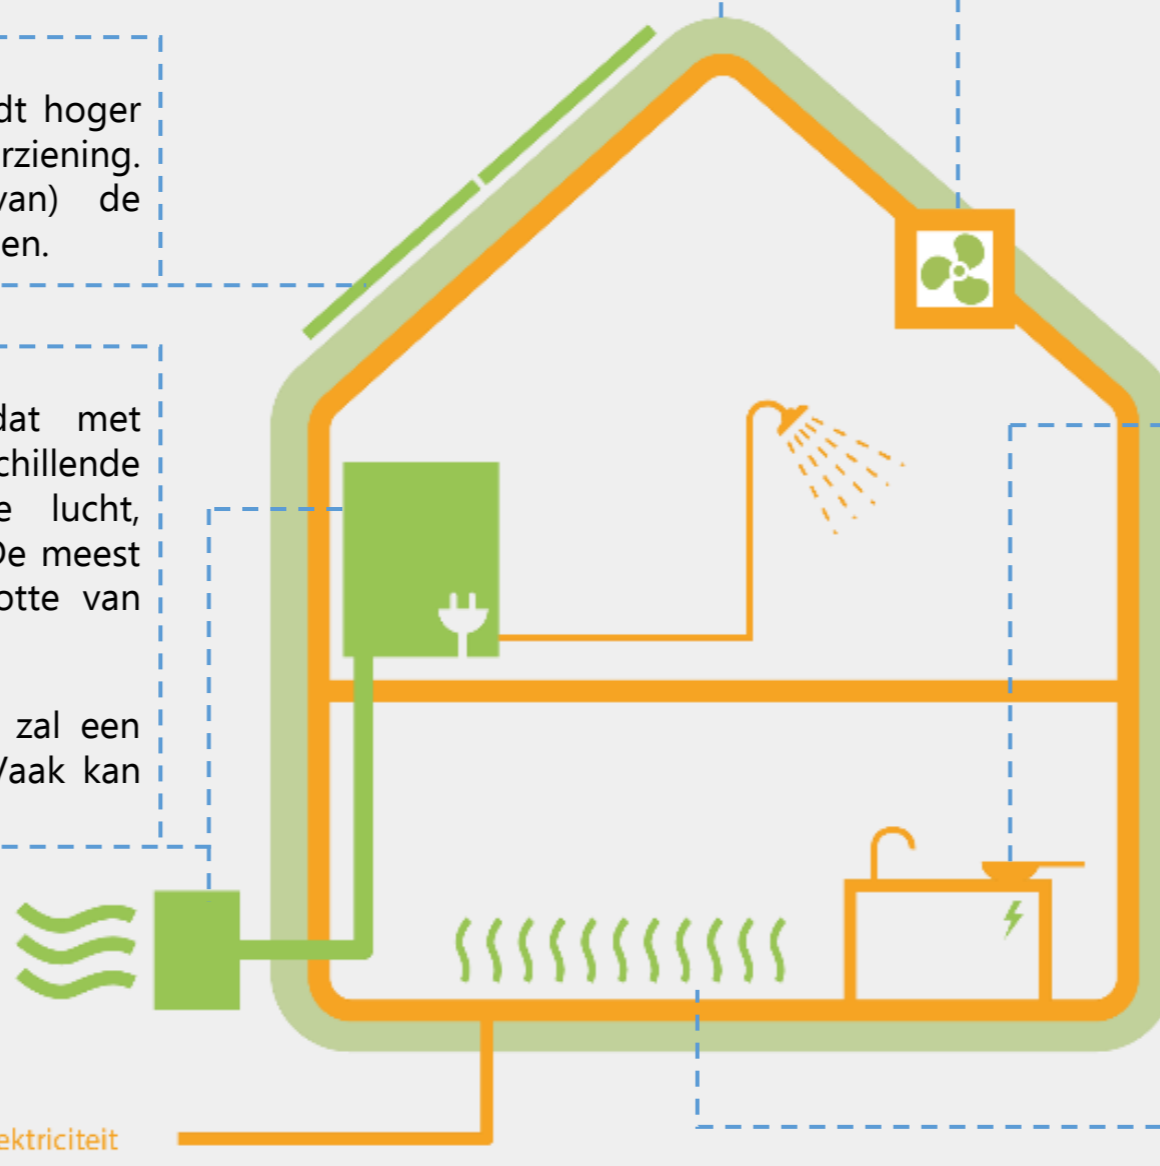 dt hoger
rziening.
van) de
en.
dat met
chillende
e lucht,
De meest
otte van
zal een
Vaak kan
ektriciteit